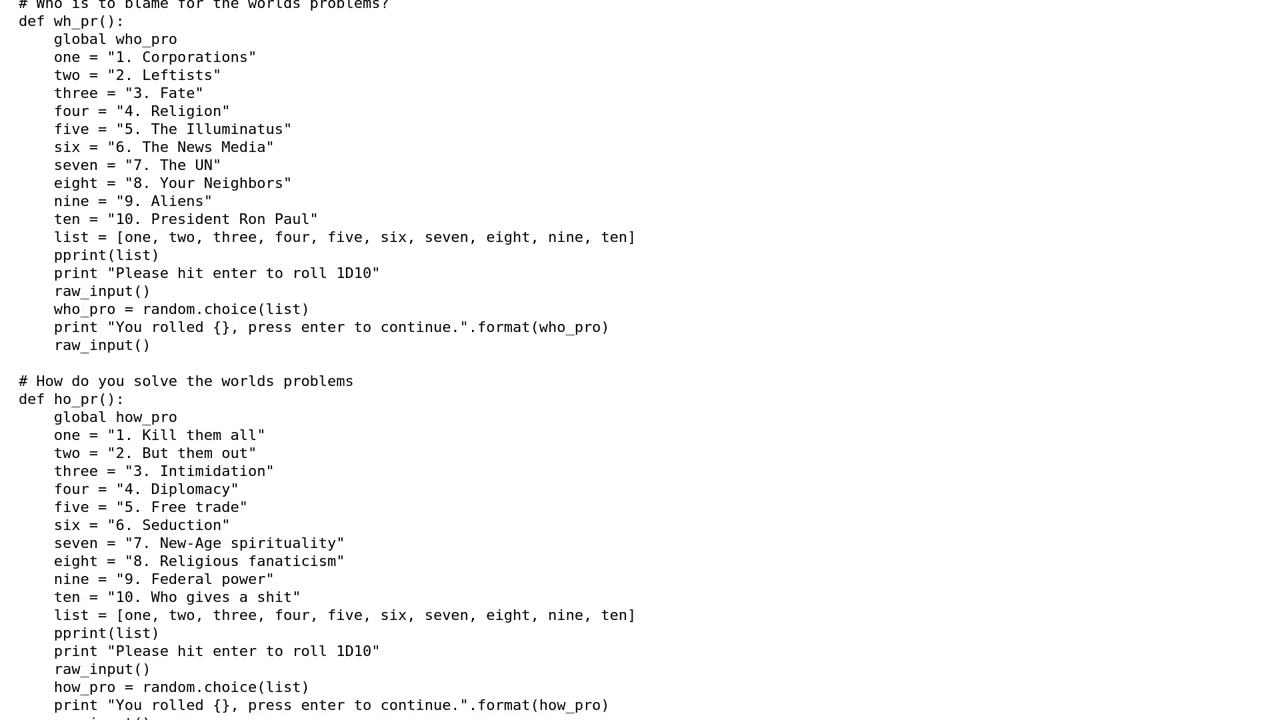 # Who is to blame for the worlds problems?
def wh_pr():
    global who_pro
    one = "1. Corporations"
    two = "2. Leftists"
    three = "3. Fate"
    four = "4. Religion"
    five = "5. The Illuminatus"
    six = "6. The News Media"
    seven = "7. The UN"
    eight = "8. Your Neighbors"
    nine = "9. Aliens"
    ten = "10. President Ron Paul"
    list = [one, two, three, four, five, six, seven, eight, nine, ten]
    pprint(list)
    print "Please hit enter to roll 1D10"
    raw_input()
    who_pro = random.choice(list)
    print "You rolled {}, press enter to continue.".format(who_pro)
    raw_input()

# How do you solve the worlds problems
def ho_pr():
    global how_pro
    one = "1. Kill them all"
    two = "2. But them out"
    three = "3. Intimidation"
    four = "4. Diplomacy"
    five = "5. Free trade"
    six = "6. Seduction"
    seven = "7. New-Age spirituality"
    eight = "8. Religious fanaticism"
    nine = "9. Federal power"
    ten = "10. Who gives a shit"
    list = [one, two, three, four, five, six, seven, eight, nine, ten]
    pprint(list)
    print "Please hit enter to roll 1D10"
    raw_input()
    how_pro = random.choice(list)
    print "You rolled {}, press enter to continue.".format(how_pro)